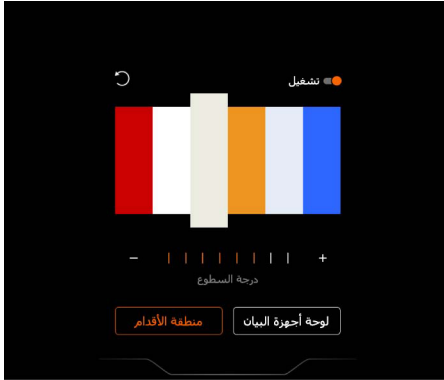 تشغيل
- +
درجة السطوع
لوحة أجهزة البيان
منطقة الأقدام